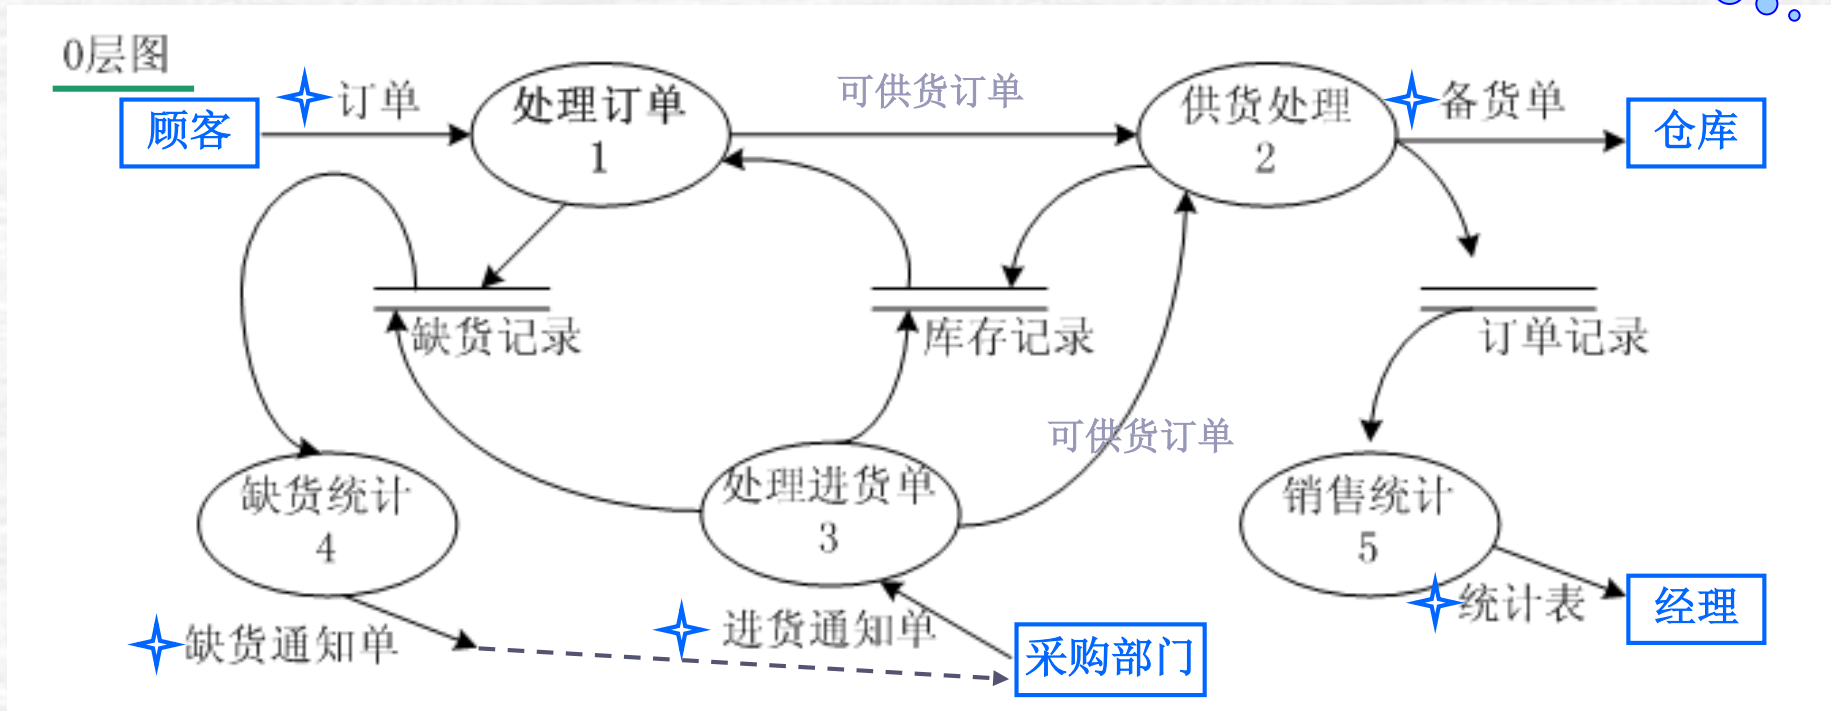 0层图
顾客
订单
处理订单
1
可供货订单
供货处理
2
备货单
仓库
缺货记录
库存记录
订单记录
可供货订单
缺货统计
4
处理进货单
3
销售统计
5
缺货通知单
进货通知单
采购部门
统计表
经理